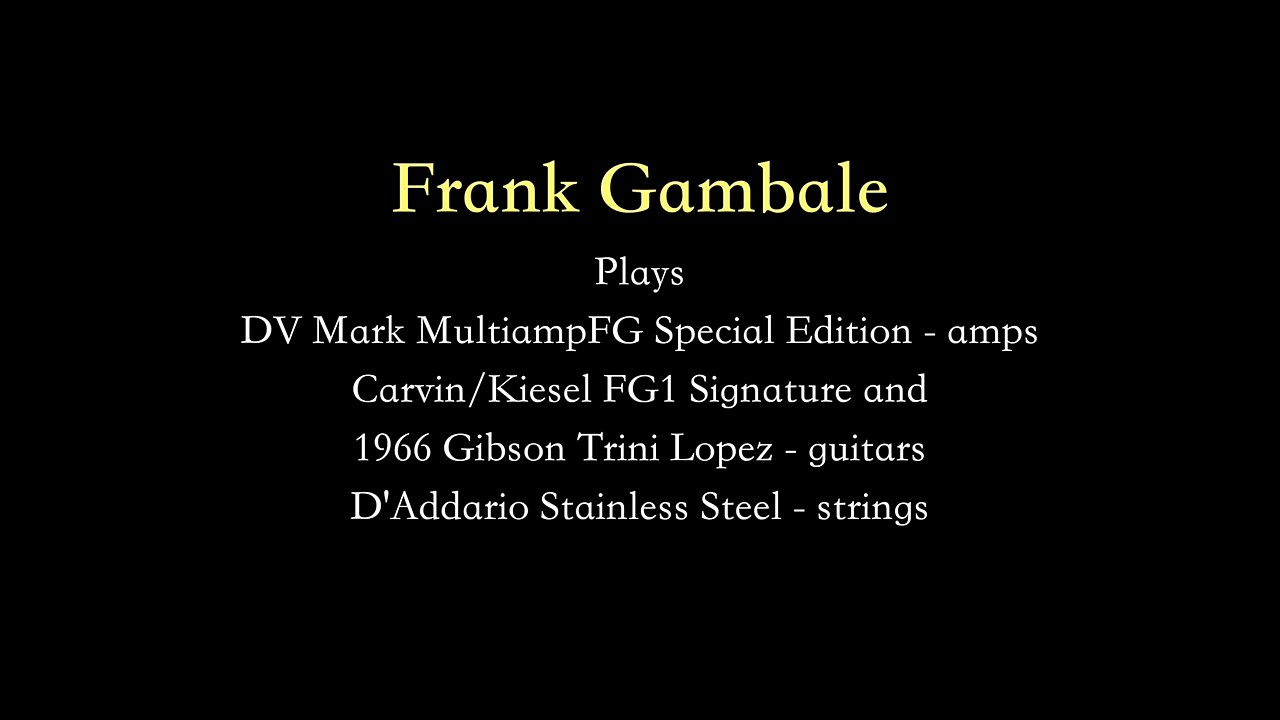 Frank Gambale
Plays
DV Mark MultiampFG Special Edition - amps
Carvin/Kiesel FG1 Signature and
1966 Gibson Trini Lopez - guitars
D'Addario Stainless Steel - strings